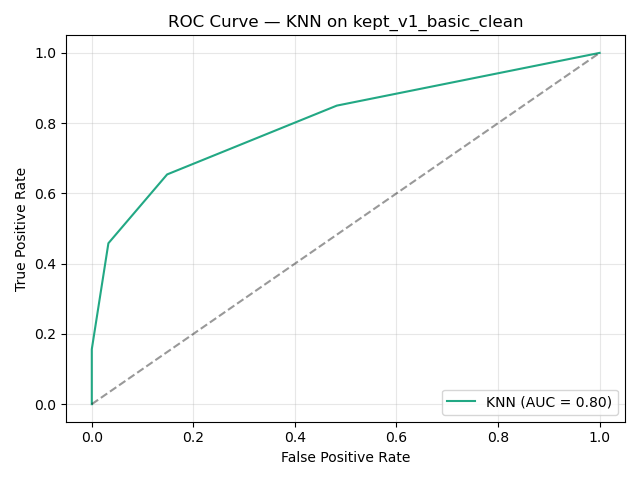 ROC Curve — KNN on kept_v1_basic_clean
True Positive Rate
1.0
0.8
0.6
0.4
0.2
0.0
KNN (AUC = 0.80)
0.0 0.2 0.4 0.6 0.8 1.0
False Positive Rate